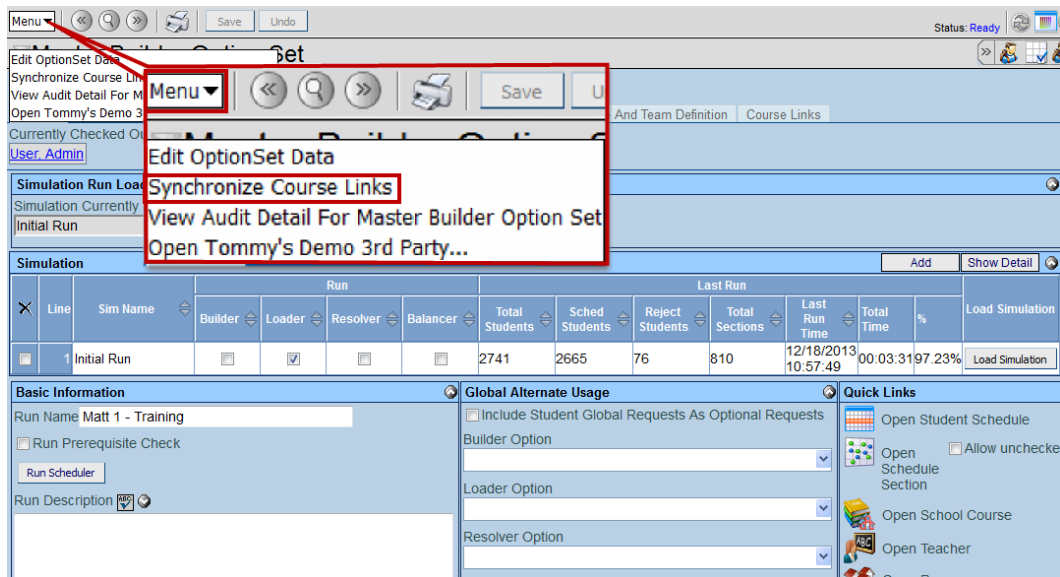 Menu
Save
Undo
Status: Ready
Master Builder Option Set
Edit OptionSet Data
Synchronize Course Lin
View Audit Detail For M
Open Tommy's Demo 3
Menu
Save
U
And Team Definition
Course Links
Edit OptionSet Data
Synchronize Course Links
View Audit Detail For Master Builder Option Set
Open Tommy's Demo 3rd Party...
Currently Checked Ou
User, Admin
Simulation Run Load
Simulation Currently
Initial Run
Simulation
Add
Show Detail
Run
Last Run
X
Line
Sim Name
Builder
Loader
Resolver
Balancer
Total Students
Sched Students
Reject Students
Total Sections
Last Run Time
Total Time
%
Load Simulation
1 Initial Run
2741
2665
76
810
12/18/2013 10:57:49
00:03:31
97.23%
Load Simulation
Basic Information
Run Name Matt 1 - Training
Run Prerequisite Check
Run Scheduler
Run Description
ABC
Global Alternate Usage
Include Student Global Requests As Optional Requests
Builder Option
Loader Option
Resolver Option
Quick Links
Open Student Schedule
Open Schedule Section
Allow unchecke
Open School Course
Open Teacher